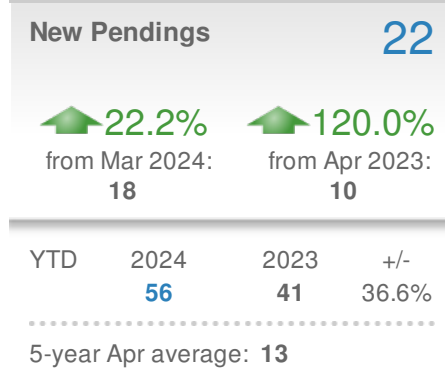 New Pendings 22
22.2% 120.0%
from Mar 2024: from Apr 2023:
18 10
YTD 2024 2023 +/-
56 41 36.6%
5-year Apr average: 13